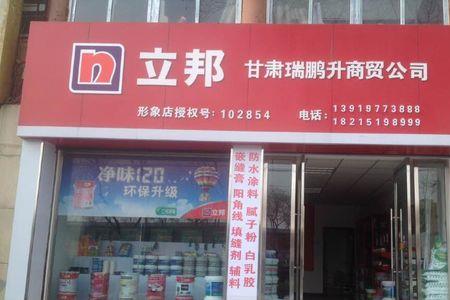 n
立邦
甘肃瑞鹏升商贸公司
形象店授权号：102854
电话：13919773888
18215198999
净味120
环保升级
立邦
防水涂料 腻子粉 白乳胶
嵌缝膏 阳角线 填缝剂 辅料